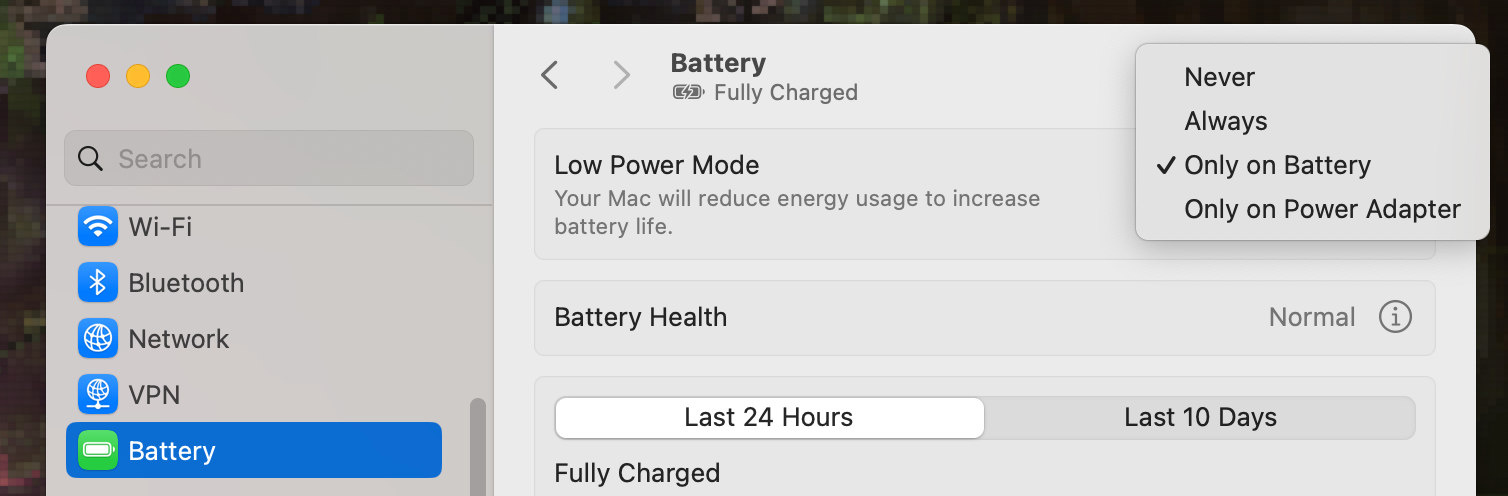 Search
Wi-Fi
Bluetooth
Network
VPN
Battery
Battery
Fully Charged
Low Power Mode
Your Mac will reduce energy usage to increase
battery life.
Never
Always
Only on Battery
Only on Power Adapter
Battery Health
Normal
Last 24 Hours
Last 10 Days
Fully Charged